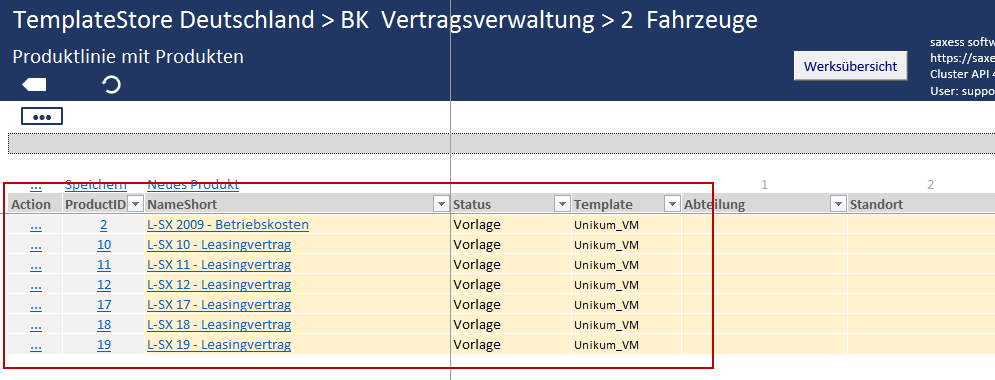 TemplateStore Deutschland > BK Vertragsverwaltung > 2 Fahrzeuge
Produktlinie mit Produkten
Werksübersicht
saxess softw
https://saxe
Cluster API 4
User: suppo
•••
... Speichern Neues Produkt 1 2
Action ProductID NameShort Status Template Abteilung Standort
... 2 L-SX 2009 - Betriebskosten Vorlage Unikum_VM
... 10 L-SX 10 - Leasingvertrag Vorlage Unikum_VM
... 11 L-SX 11 - Leasingvertrag Vorlage Unikum_VM
... 12 L-SX 12 - Leasingvertrag Vorlage Unikum_VM
... 17 L-SX 17 - Leasingvertrag Vorlage Unikum_VM
... 18 L-SX 18 - Leasingvertrag Vorlage Unikum_VM
... 19 L-SX 19 - Leasingvertrag Vorlage Unikum_VM